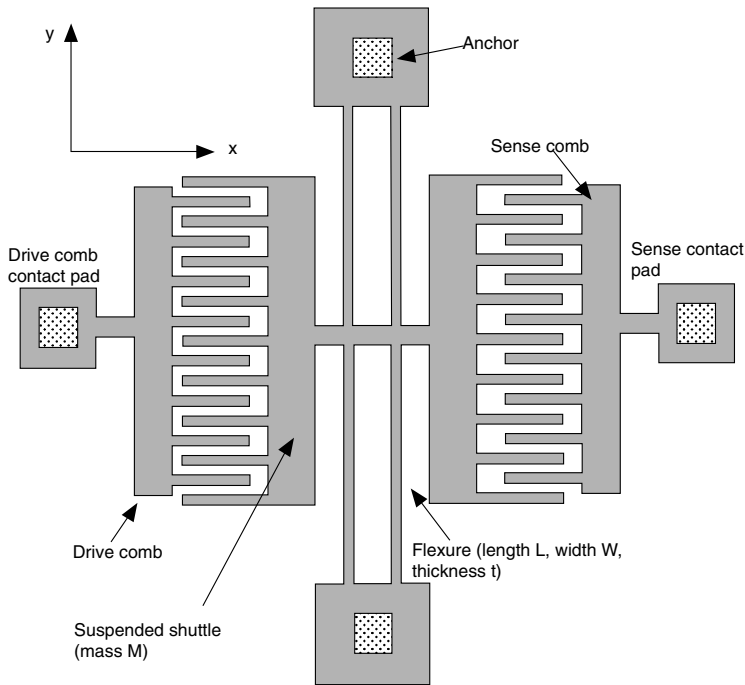 y
Anchor
x
Sense comb
Drive comb
contact pad
Sense contact
pad
Drive comb
Flexure (length L, width W,
thickness t)
Suspended shuttle
(mass M)